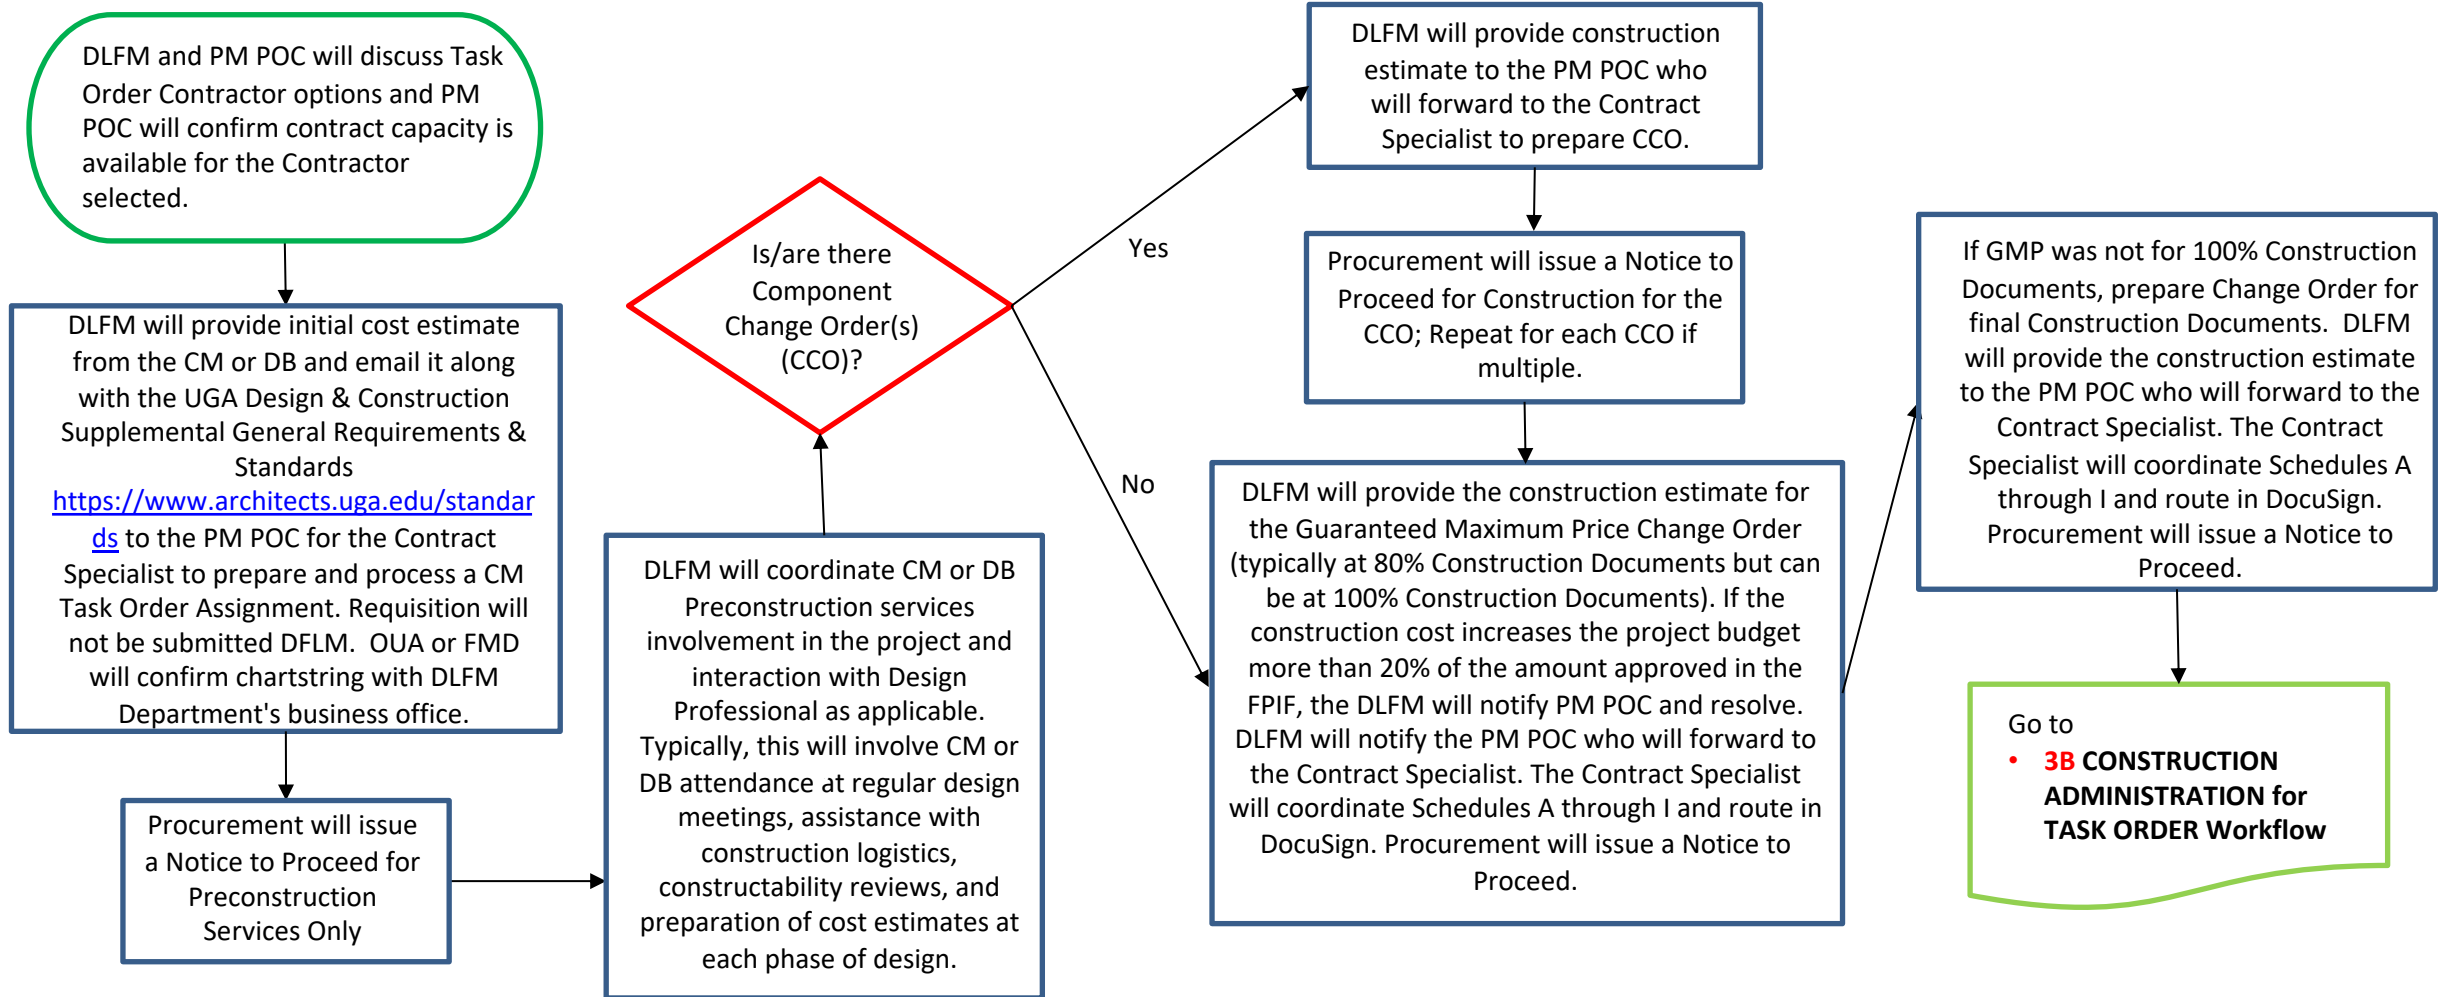 DLFM and PM POC will discuss Task
Order Contractor options and PM
POC will confirm contract capacity is
available for the Contractor
selected.
DLFM will provide initial cost estimate
from the CM or DB and email it along
with the UGA Design & Construction
Supplemental General Requirements &
Standards
https://www.architects.uga.edu/standar
ds to the PM POC for the Contract
Specialist to prepare and process a CM
Task Order Assignment. Requisition will
not be submitted DFLM.  OUA or FMD
will confirm chartstring with DLFM
Department's business office.
Procurement will issue
a Notice to Proceed for
Preconstruction
Services Only
DLFM will coordinate CM or DB
Preconstruction services
involvement in the project and
interaction with Design
Professional as applicable.
Typically, this will involve CM or
DB attendance at regular design
meetings, assistance with
construction logistics,
constructability reviews, and
preparation of cost estimates at
each phase of design.
Is/are there
Component
Change Order(s)
(CCO)?
Yes
No
DLFM will provide construction
estimate to the PM POC who
will forward to the Contract
Specialist to prepare CCO.
Procurement will issue a Notice to
Proceed for Construction for the
CCO; Repeat for each CCO if
multiple.
DLFM will provide the construction estimate for
the Guaranteed Maximum Price Change Order
(typically at 80% Construction Documents but can
be at 100% Construction Documents). If the
construction cost increases the project budget
more than 20% of the amount approved in the
FPIF, the DLFM will notify PM POC and resolve.
DLFM will notify the PM POC who will forward to
the Contract Specialist. The Contract Specialist
will coordinate Schedules A through I and route in
DocuSign. Procurement will issue a Notice to
Proceed.
If GMP was not for 100% Construction
Documents, prepare Change Order for
final Construction Documents.  DLFM
will provide the construction estimate
to the PM POC who will forward to the
Contract Specialist. The Contract
Specialist will coordinate Schedules A
through I and route in DocuSign.
Procurement will issue a Notice to
Proceed.
Go to
• 3B CONSTRUCTION
ADMINISTRATION for
TASK ORDER Workflow